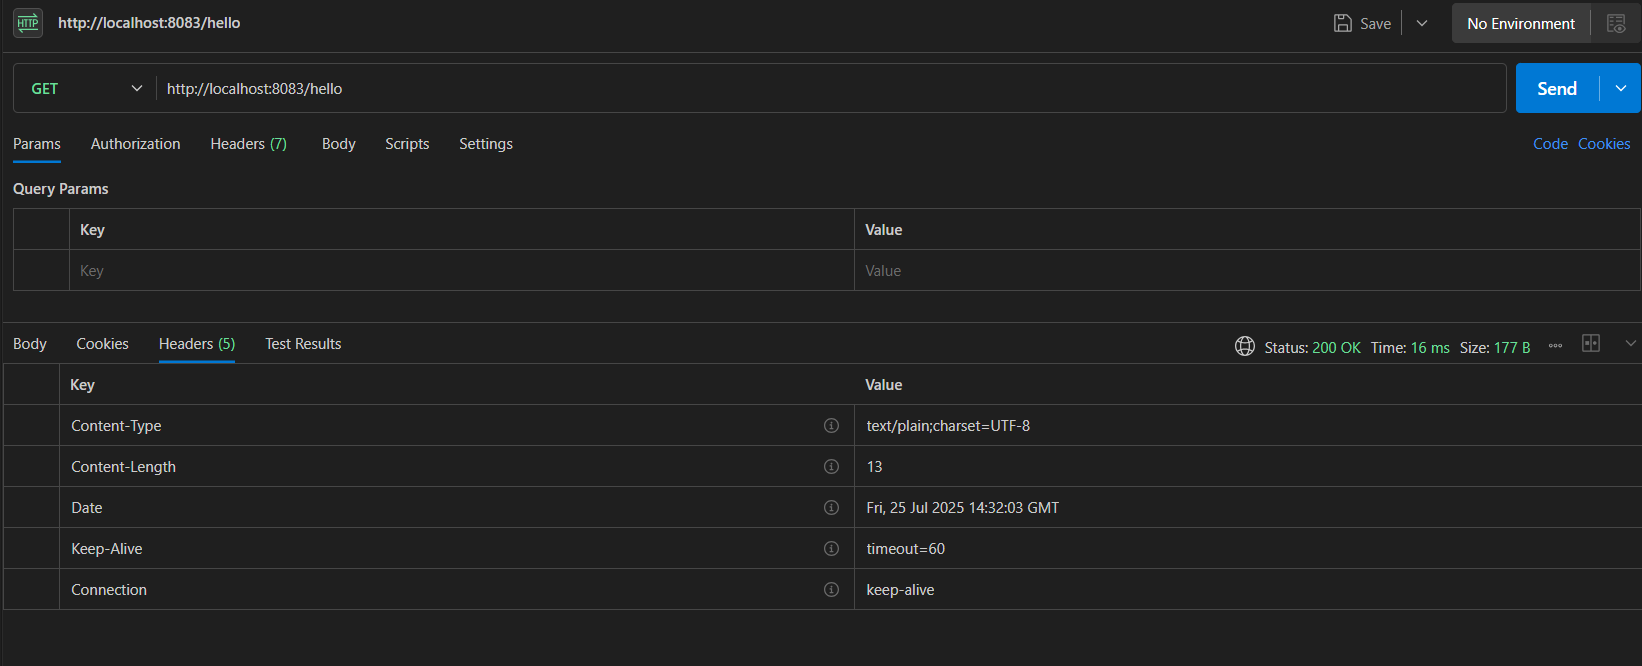 HTTP http://localhost:8083/hello Save No Environment
GET http://localhost:8083/hello Send
Params Authorization Headers (7) Body Scripts Settings Code Cookies
Query Params
Key Value
Key Value
Body Cookies Headers (5) Test Results Status: 200 OK Time: 16 ms Size: 177 B
Key Value
Content-Type text/plain;charset=UTF-8
Content-Length 13
Date Fri, 25 Jul 2025 14:32:03 GMT
Keep-Alive timeout=60
Connection keep-alive